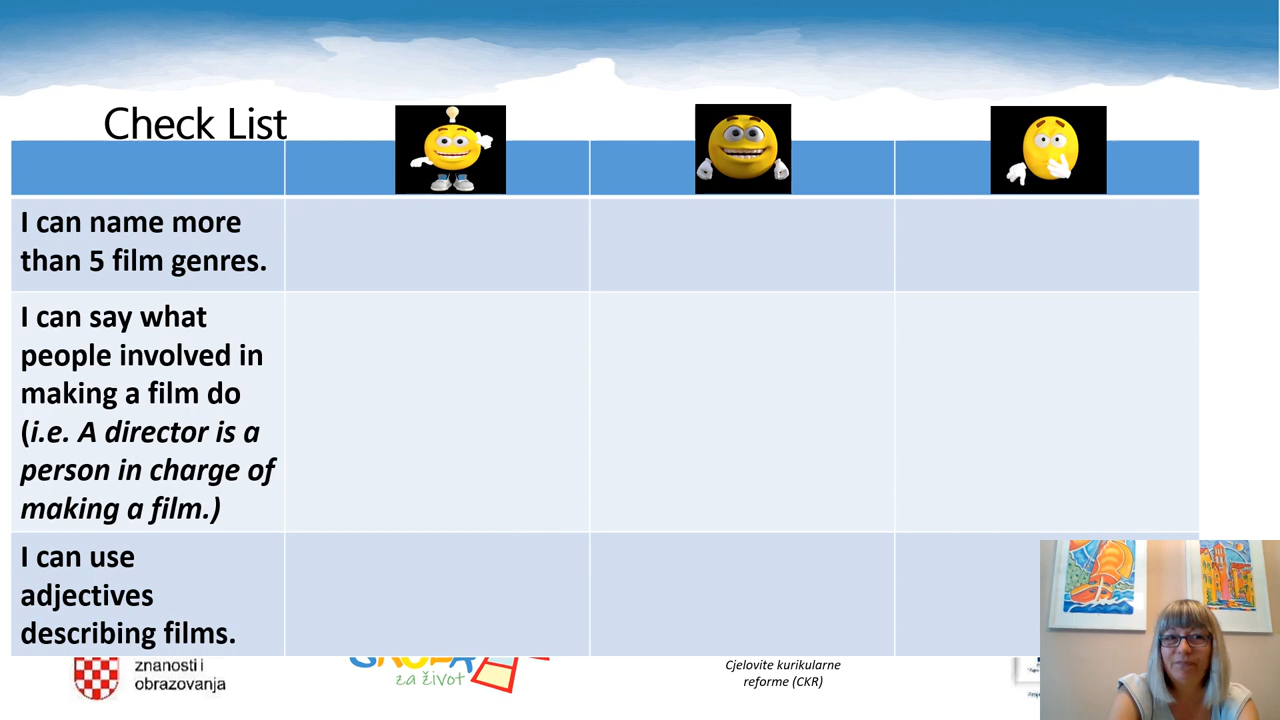 Check List
I can name more
than 5 film genres.
I can say what
people involved in
making a film do
(i.e. A director is a
person in charge of
making a film.)
I can use
adjectives
describing films.
znanosti i
obrazovanja
za život
Cjelovite kurikularne
reforme (CKR)